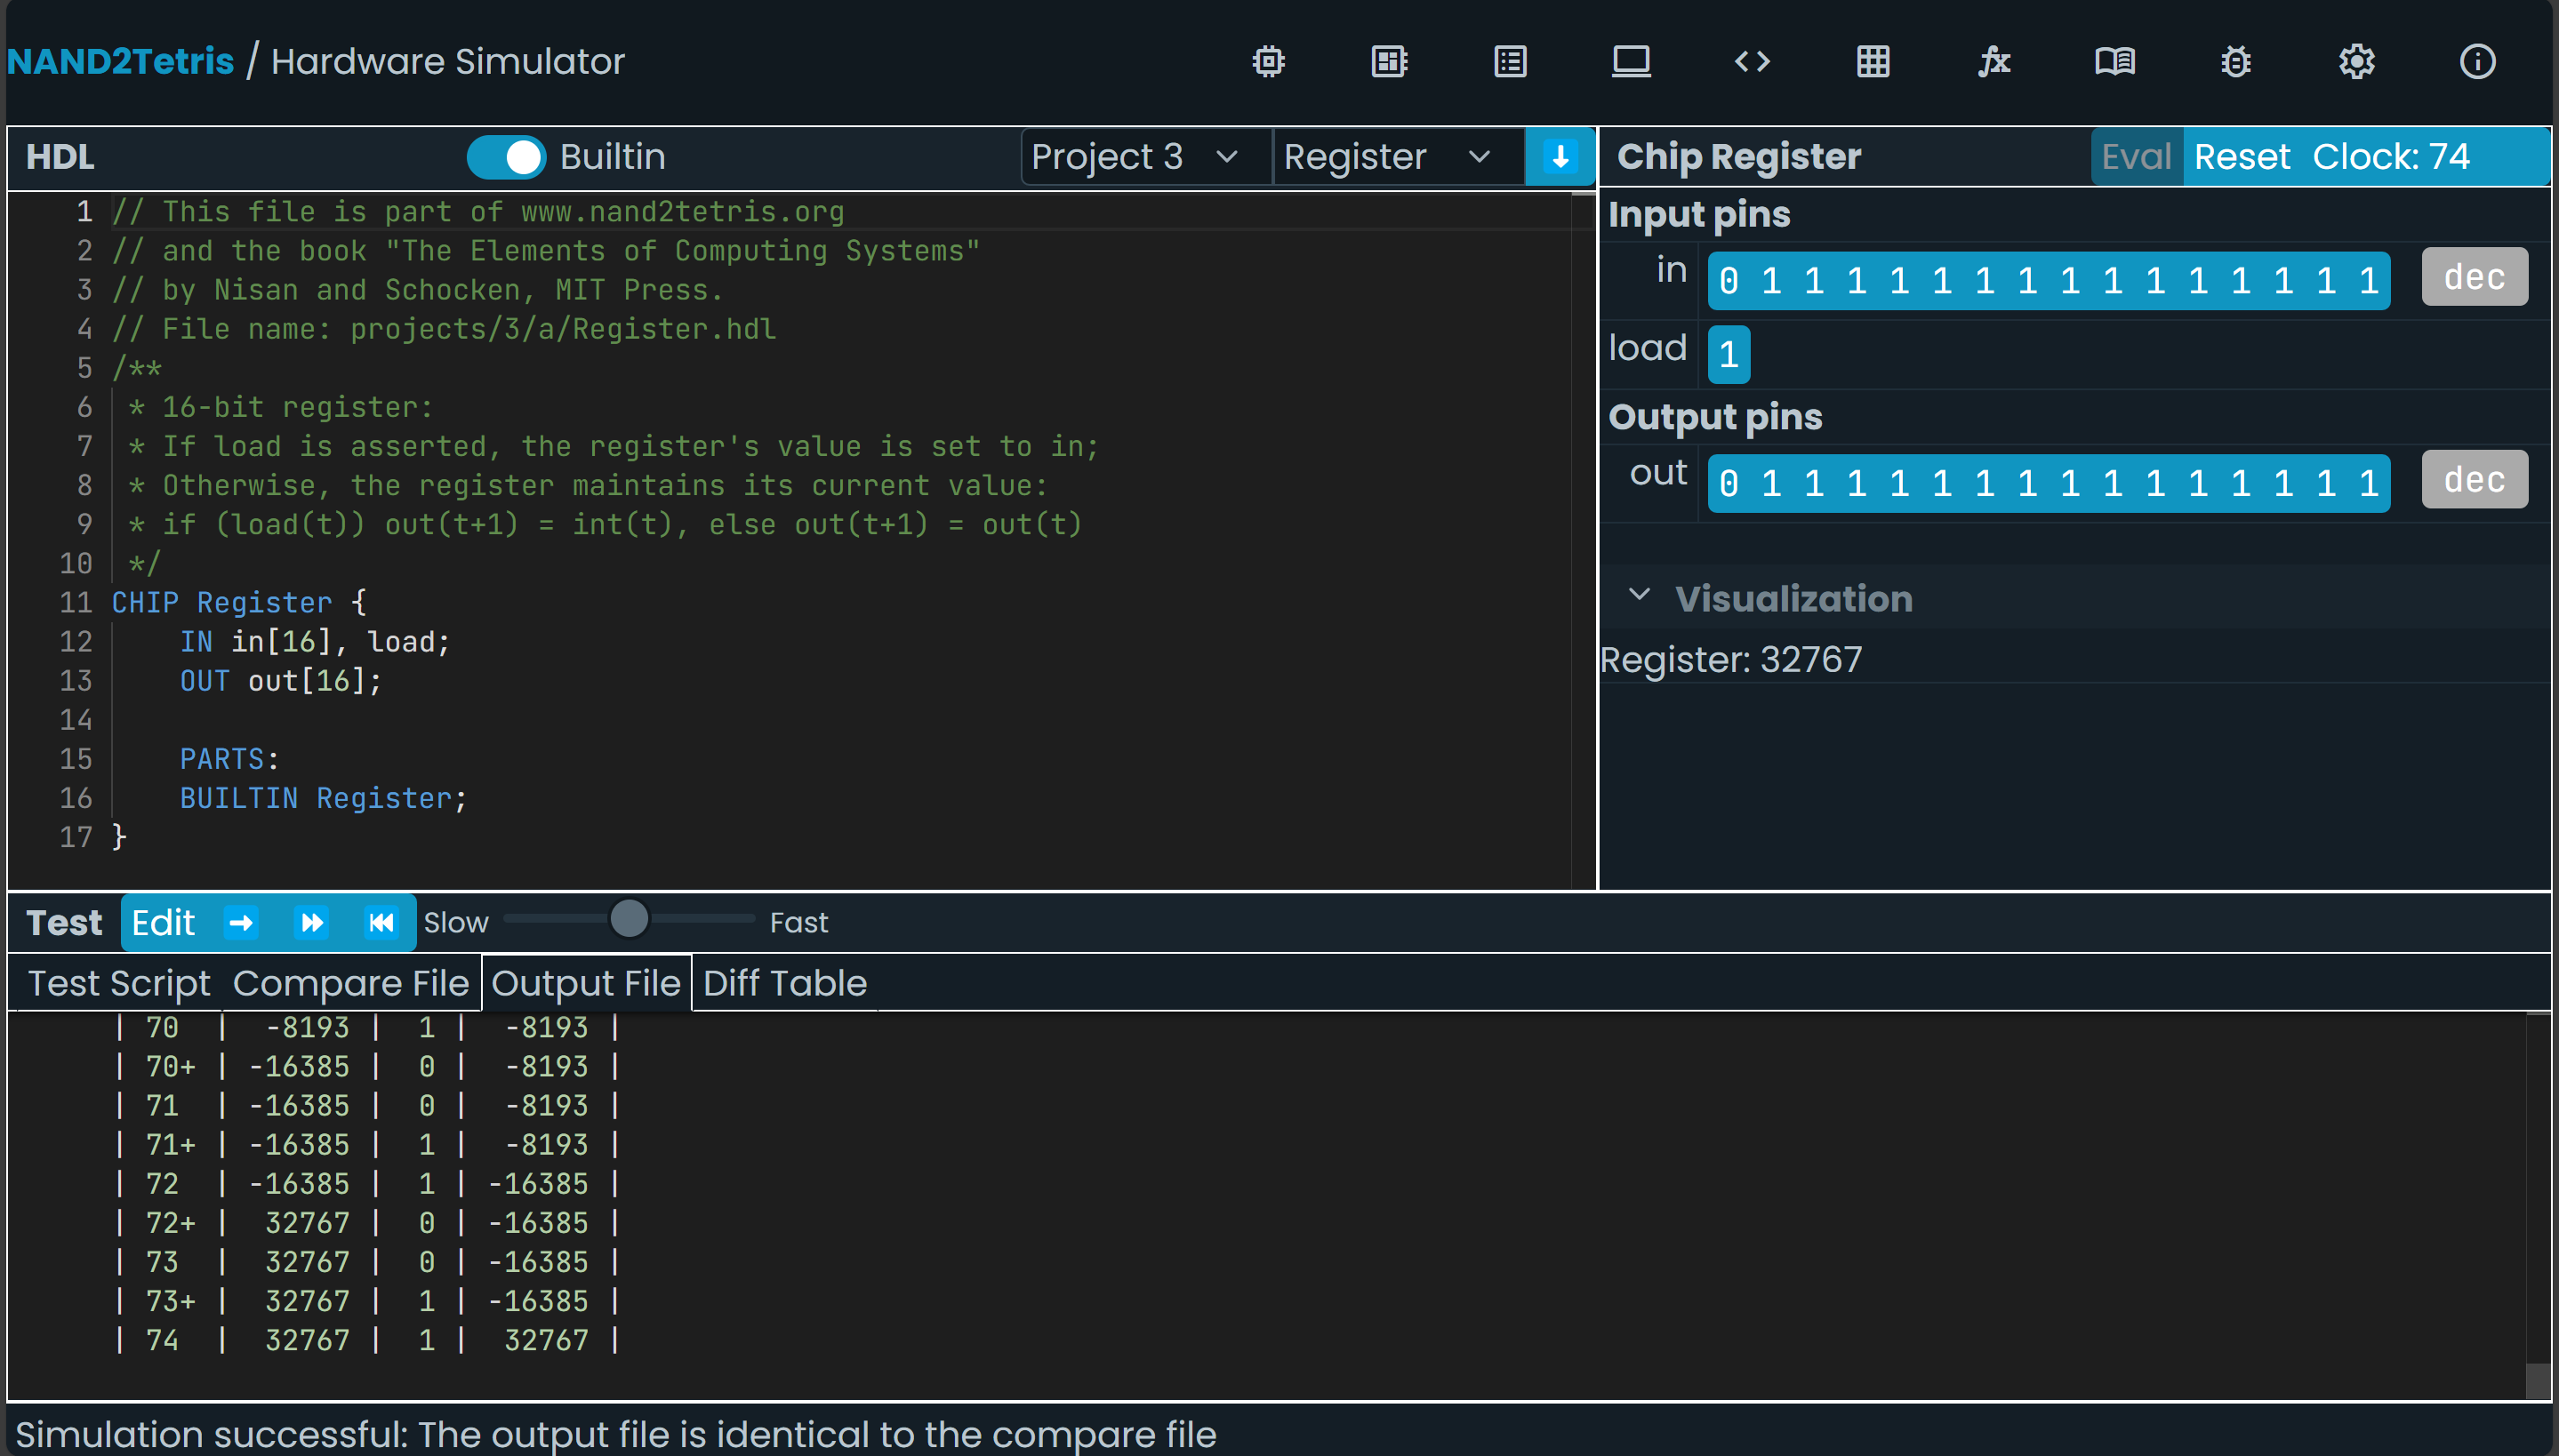 NAND2Tetris / Hardware Simulator
HDL Builtin Project 3 Register
1 // This file is part of www.nand2tetris.org
2 // and the book "The Elements of Computing Systems"
3 // by Nisan and Schocken, MIT Press.
4 // File name: projects/3/a/Register.hdl
5 /**
6  * 16-bit register:
7  * If load is asserted, the register's value is set to in;
8  * Otherwise, the register maintains its current value:
9  * if (load(t)) out(t+1) = int(t), else out(t+1) = out(t)
10  */
11 CHIP Register {
12     IN in[16], load;
13     OUT out[16];
14
15     PARTS:
16     BUILTIN Register;
17 }
Chip Register Eval Reset Clock: 74
Input pins
in 0 1 1 1 1 1 1 1 1 1 1 1 1 1 1 1 dec
load 1
Output pins
out 0 1 1 1 1 1 1 1 1 1 1 1 1 1 1 1 dec
Visualization
Register: 32767
Test Edit Slow Fast
Test Script Compare File Output File Diff Table
| 70  |  -8193 |  1 |  -8193 |
| 70+ | -16385 |  0 |  -8193 |
| 71  | -16385 |  0 |  -8193 |
| 71+ | -16385 |  1 |  -8193 |
| 72  | -16385 |  1 | -16385 |
| 72+ |  32767 |  0 | -16385 |
| 73  |  32767 |  0 | -16385 |
| 73+ |  32767 |  1 | -16385 |
| 74  |  32767 |  1 |  32767 |
Simulation successful: The output file is identical to the compare file